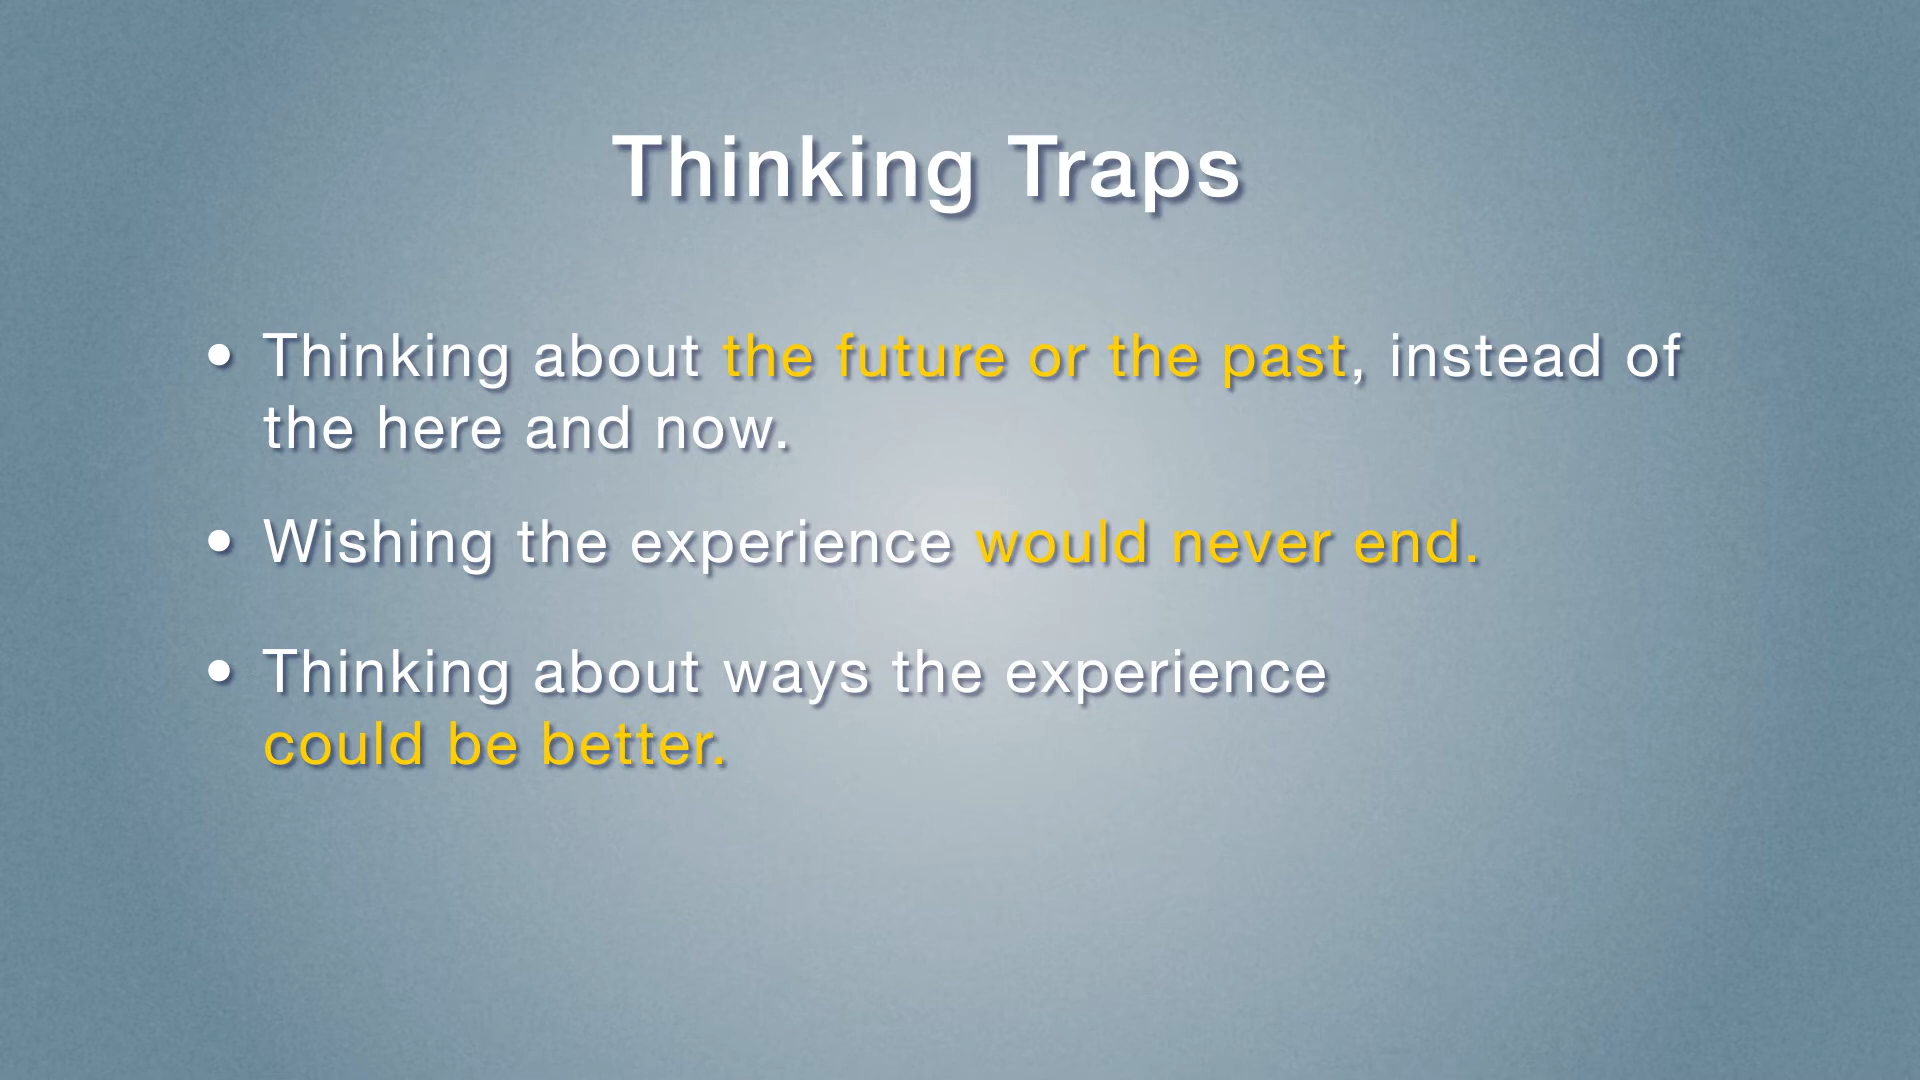 Thinking Traps
• Thinking about the future or the past, instead of
the here and now.
• Wishing the experience would never end.
• Thinking about ways the experience
could be better.